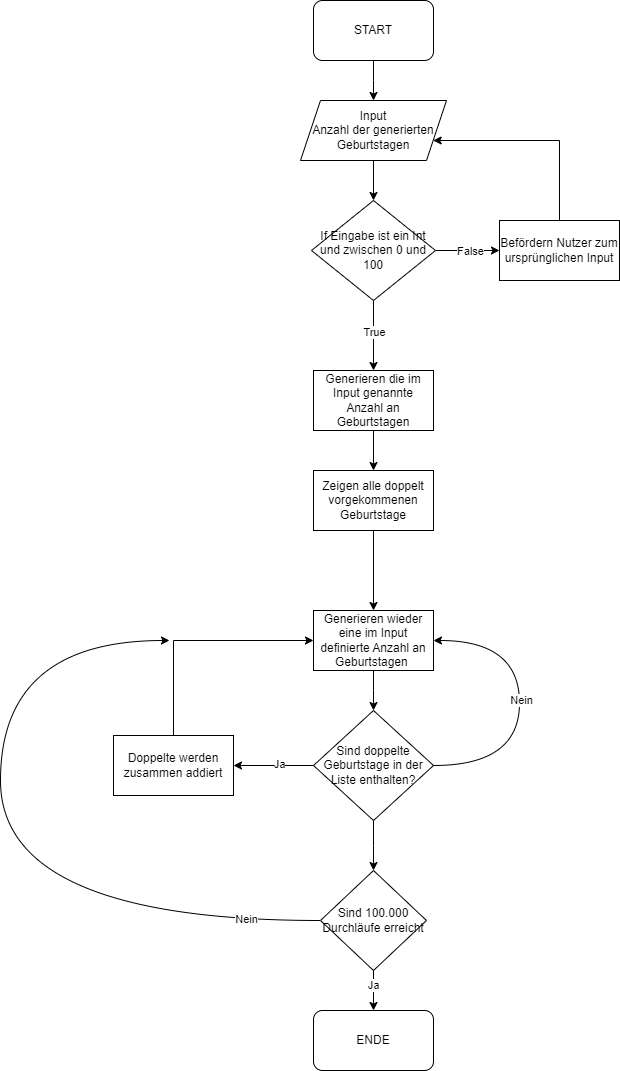 START
Input
Anzahl der generierten
Geburtstagen
If Eingabe ist ein Int
und zwischen 0 und
100
False
Befördern Nutzer zum
ursprünglichen Input
True
Generieren die im
Input genannte
Anzahl an
Geburtstagen
Zeigen alle doppelt
vorgekommenen
Geburtstage
Generieren wieder
eine im Input
definierte Anzahl an
Geburtstagen
Nein
Sind doppelte
Geburtstage in der
Liste enthalten?
Ja
Doppelte werden
zusammen addiert
Sind 100.000
Durchläufe erreicht
Nein
Ja
ENDE